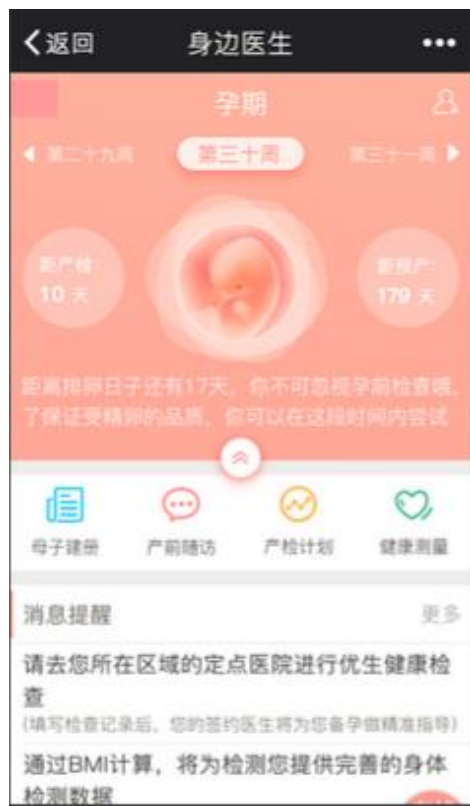 返回 身边医生
孕期
第二十九周 第三十周 第三十一周
距产检: 距预产:
10 天 179 天
距离排卵日子还有17天，你不可忽视孕前检查哦，
了保证受精卵的品质，你可以在这段时间内尝试
母子建册 产前随访 产检计划 健康测量
消息提醒 更多
请去您所在区域的定点医院进行优生健康检
查
(填写检查记录后，您的签约医生将为您备孕做精准指导)
通过BMI计算，将为检测您提供完善的身体
检测数据